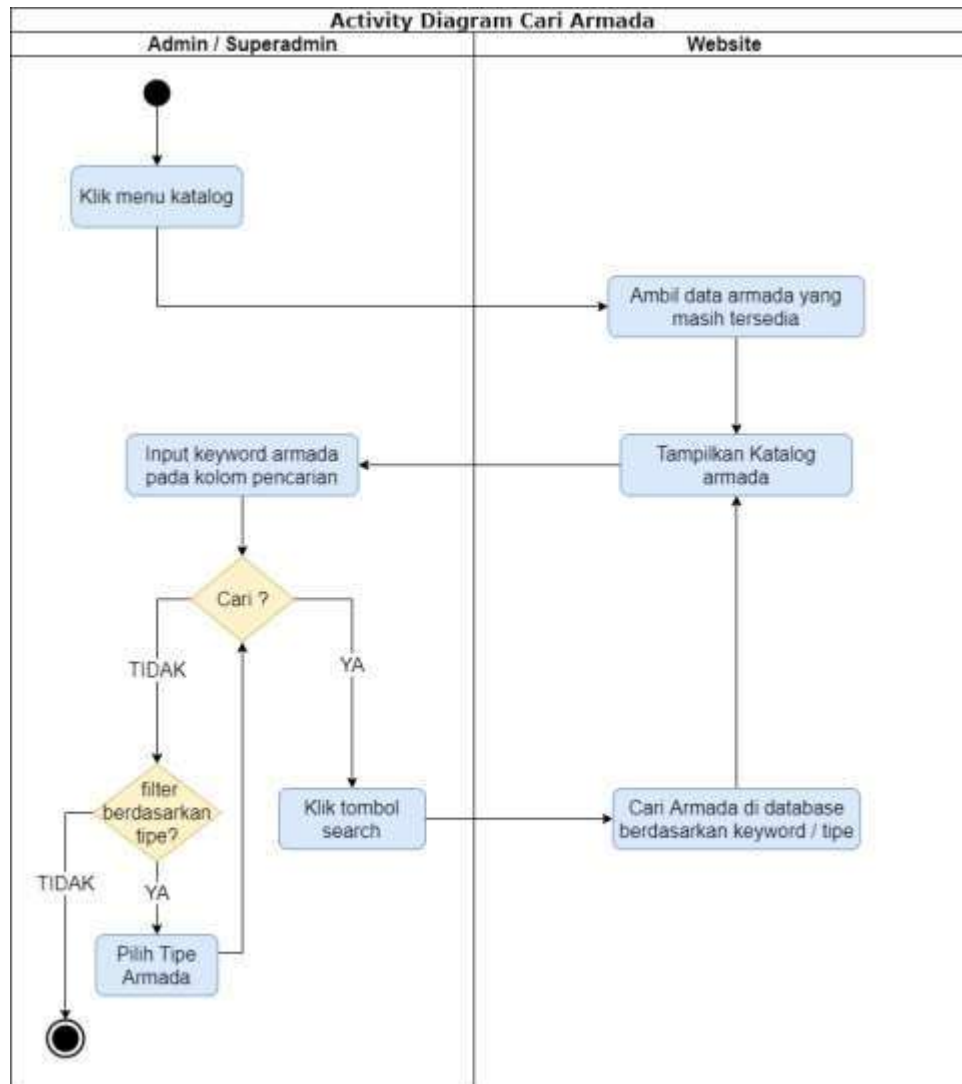 Activity Diagram Cari Armada
Admin / Superadmin
Website
Klik menu katalog
Ambil data armada yang
masih tersedia
Input keyword armada
pada kolom pencarian
Tampilkan Katalog
armada
Cari ?
TIDAK
YA
filter
berdasarkan
tipe?
Klik tombol
search
Cari Armada di database
berdasarkan keyword / tipe
TIDAK
YA
Pilih Tipe
Armada